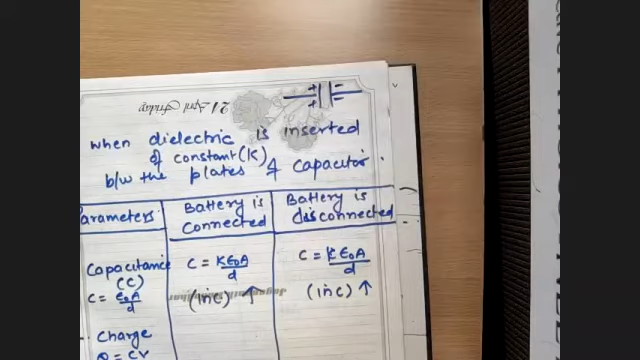 21 April Friday
when dielectric is inserted
of constant (K)
b/w the plates of capacitor.
Parameters
Battery is
connected
Battery is
disconnected
Capacitance
(C)
C = ε₀A/d
C = Kε₀A/d
(inc) ↑
C = Kε₀A/d
(inc) ↑
Charge
Q = CV